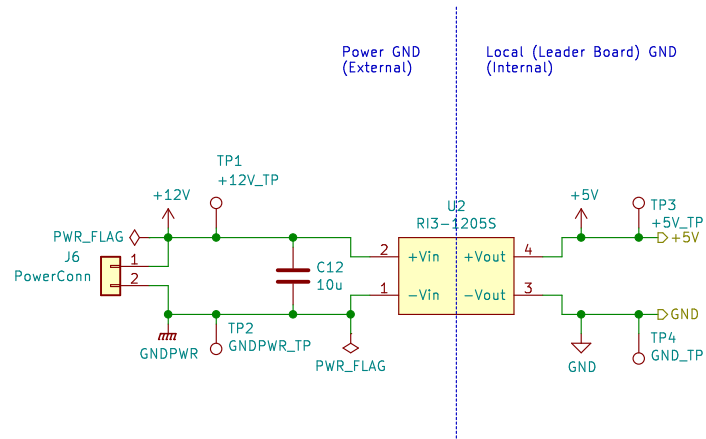 Power GND
(External)
Local (Leader Board) GND
(Internal)
TP1
+12V_TP
+12V
PWR_FLAG
J6
PowerConn
1
2
C12
10u
U2
RI3-1205S
2
+Vin
+Vout
4
1
-Vin
-Vout
3
+5V
TP3
+5V_TP
+5V
GND
TP2
GNDPWR_TP
GNDPWR
PWR_FLAG
GND
TP4
GND_TP